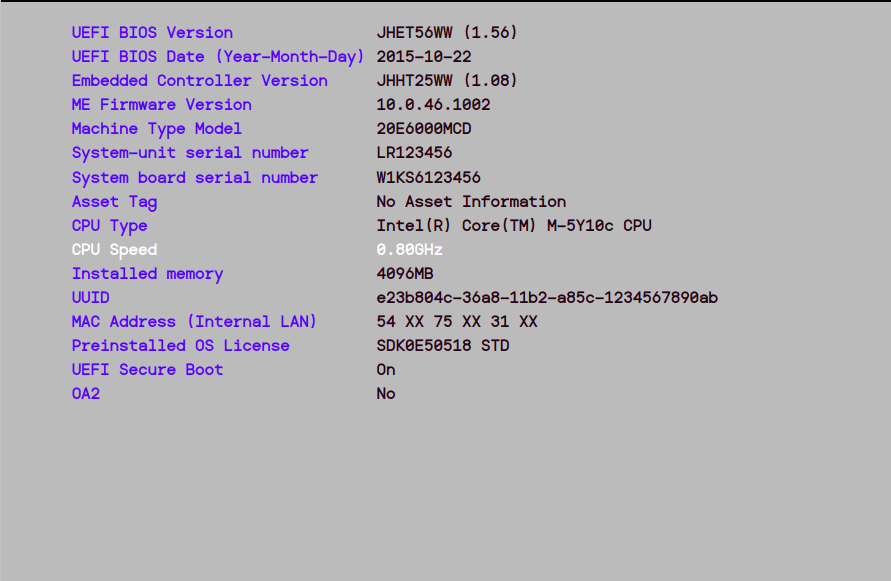 UEFI BIOS Version JHET56WW (1.56)
UEFI BIOS Date (Year-Month-Day) 2015-10-22
Embedded Controller Version JHHT25WW (1.08)
ME Firmware Version 10.0.46.1002
Machine Type Model 20E6000MCD
System-unit serial number LR123456
System board serial number W1KS6123456
Asset Tag No Asset Information
CPU Type Intel(R) Core(TM) M-5Y10c CPU
CPU Speed 0.80GHz
Installed memory 4096MB
UUID e23b804c-36a8-11b2-a85c-1234567890ab
MAC Address (Internal LAN) 54 XX 75 XX 31 XX
Preinstalled OS License SDK0E50518 STD
UEFI Secure Boot On
OA2 No